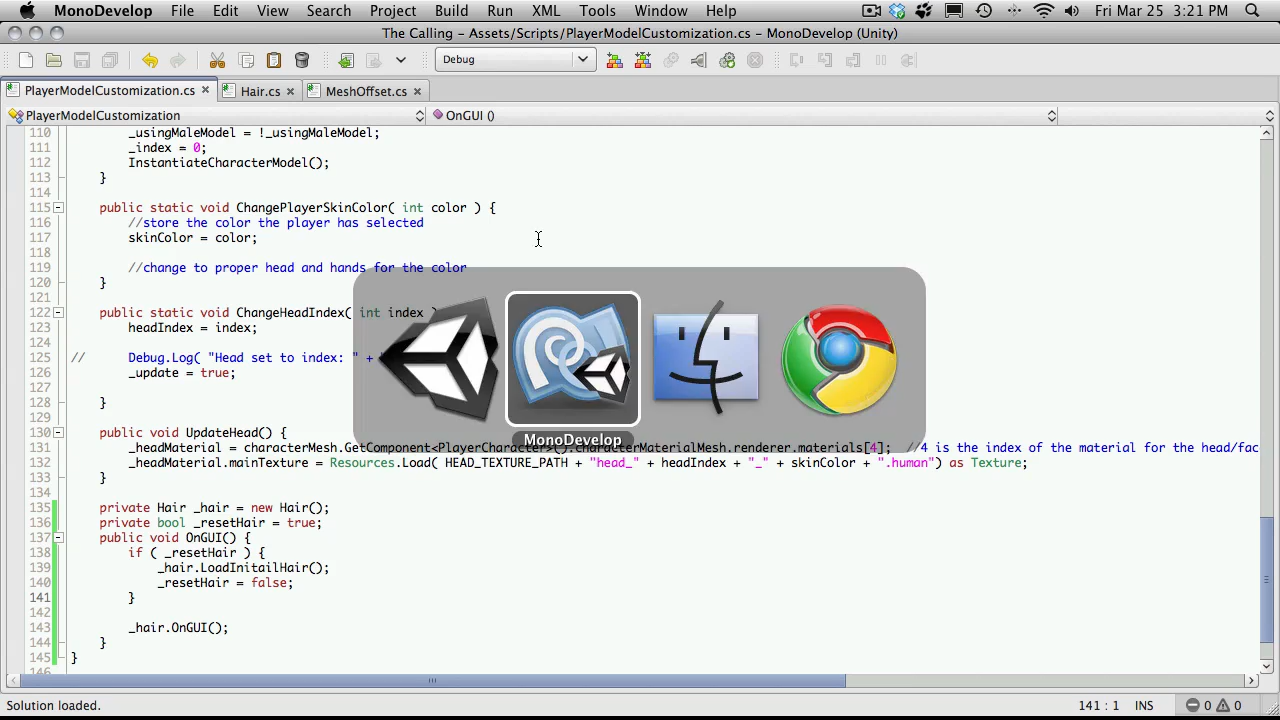 MonoDevelop File Edit View Search Project Build Run XML Tools Window Help Fri Mar 25 3:21 PM
The Calling – Assets/Scripts/PlayerModelCustomization.cs – MonoDevelop (Unity)
Debug
PlayerModelCustomization.cs Hair.cs MeshOffset.cs
PlayerModelCustomization OnGUI ()
110 _usingMaleModel = !_usingMaleModel;
111 _index = 0;
112 InstantiateCharacterModel();
113 }
114
115 public static void ChangePlayerSkinColor( int color ) {
116 //store the color the player has selected
117 skinColor = color;
118
119 //change to proper head and hands for the color
120 }
121
122 public static void ChangeHeadIndex( int index )
123 headIndex = index;
124
125 // Debug.Log( "Head set to index: " +
126 _update = true;
127
128 }
129
130 public void UpdateHead() {
131 _headMaterial = characterMesh.GetComponent<PlayerCharacter>().characterMaterialMesh.renderer.materials[4]; //4 is the index of the material for the head/fac
132 _headMaterial.mainTexture = Resources.Load( HEAD_TEXTURE_PATH + "head_" + headIndex + "_" + skinColor + ".human") as Texture;
133 }
134
135 private Hair _hair = new Hair();
136 private bool _resetHair = true;
137 public void OnGUI() {
138 if ( _resetHair ) {
139 _hair.LoadInitailHair();
140 _resetHair = false;
141 }
142
143 _hair.OnGUI();
144 }
145 }
146
MonoDevelop
Solution loaded. 141 : 1 INS 0 0